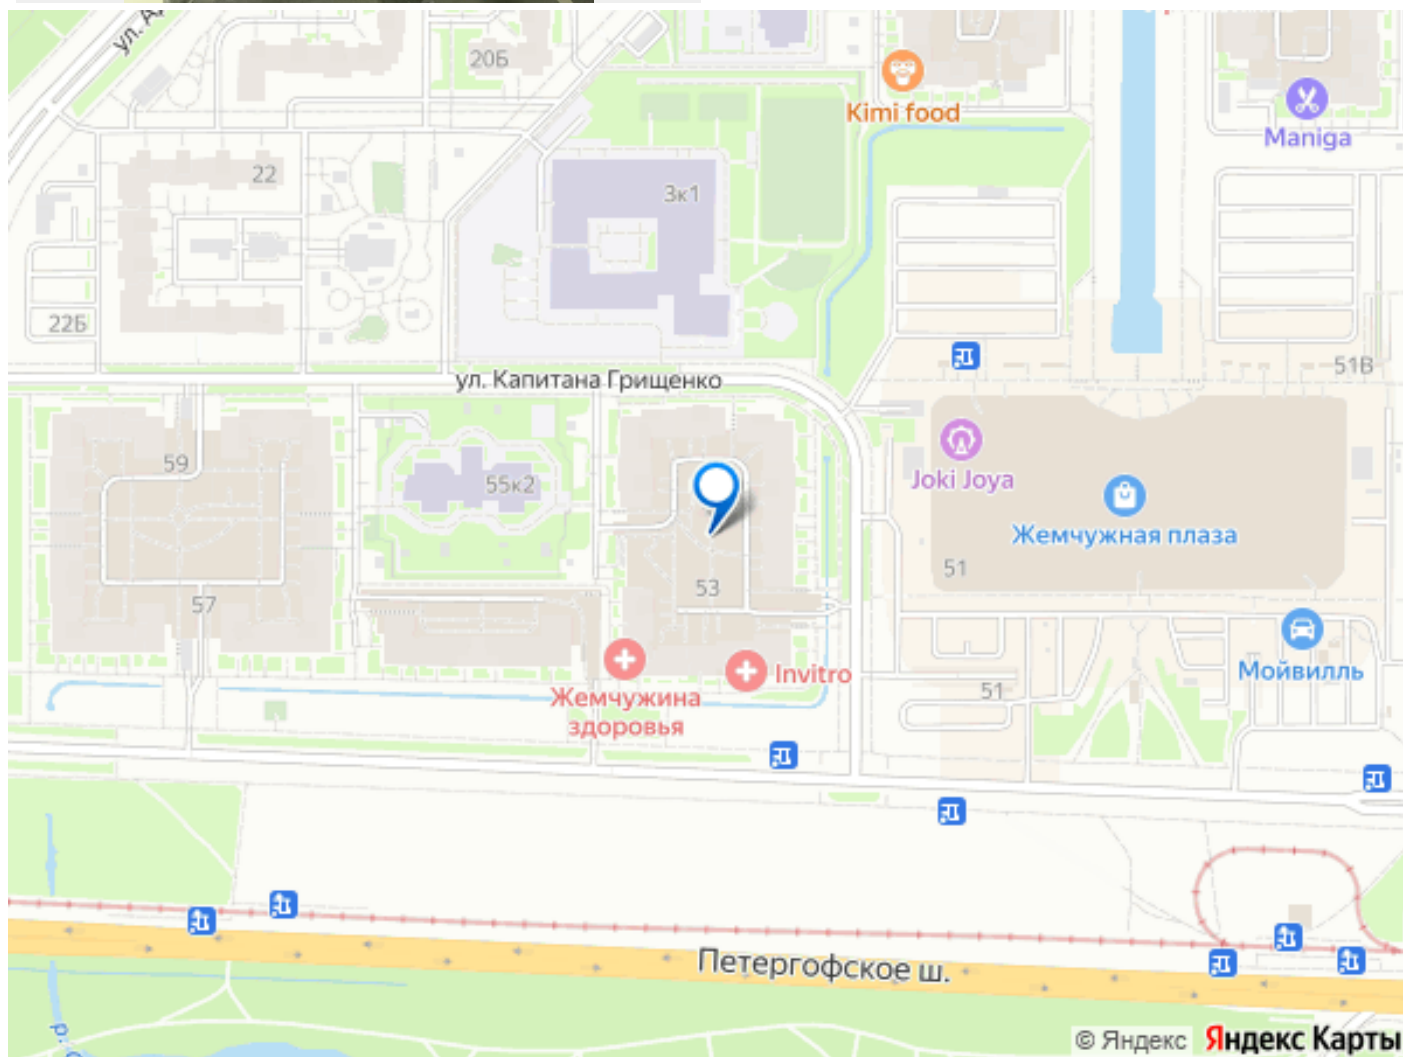 20Б
Kimi food
Maniga
22
3к1
22Б
51В
ул. Капитана Грищенко
59
55к2
Joki Joya
Жемчужная плаза
53
51
57
Мойвилль
Invitro
51
Жемчужина
здоровья
Петергофское ш.
© Яндекс Яндекс Карты